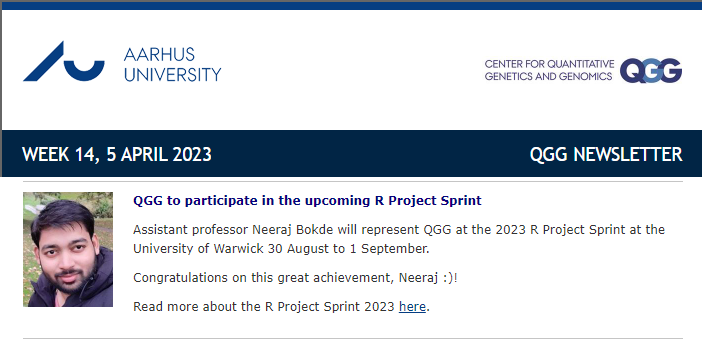 AARHUS
UNIVERSITY
CENTER FOR QUANTITATIVE
GENETICS AND GENOMICS
QGG
WEEK 14, 5 APRIL 2023
QGG NEWSLETTER
QGG to participate in the upcoming R Project Sprint
Assistant professor Neeraj Bokde will represent QGG at the 2023 R Project Sprint at the
University of Warwick 30 August to 1 September.
Congratulations on this great achievement, Neeraj :)!
Read more about the R Project Sprint 2023 here.